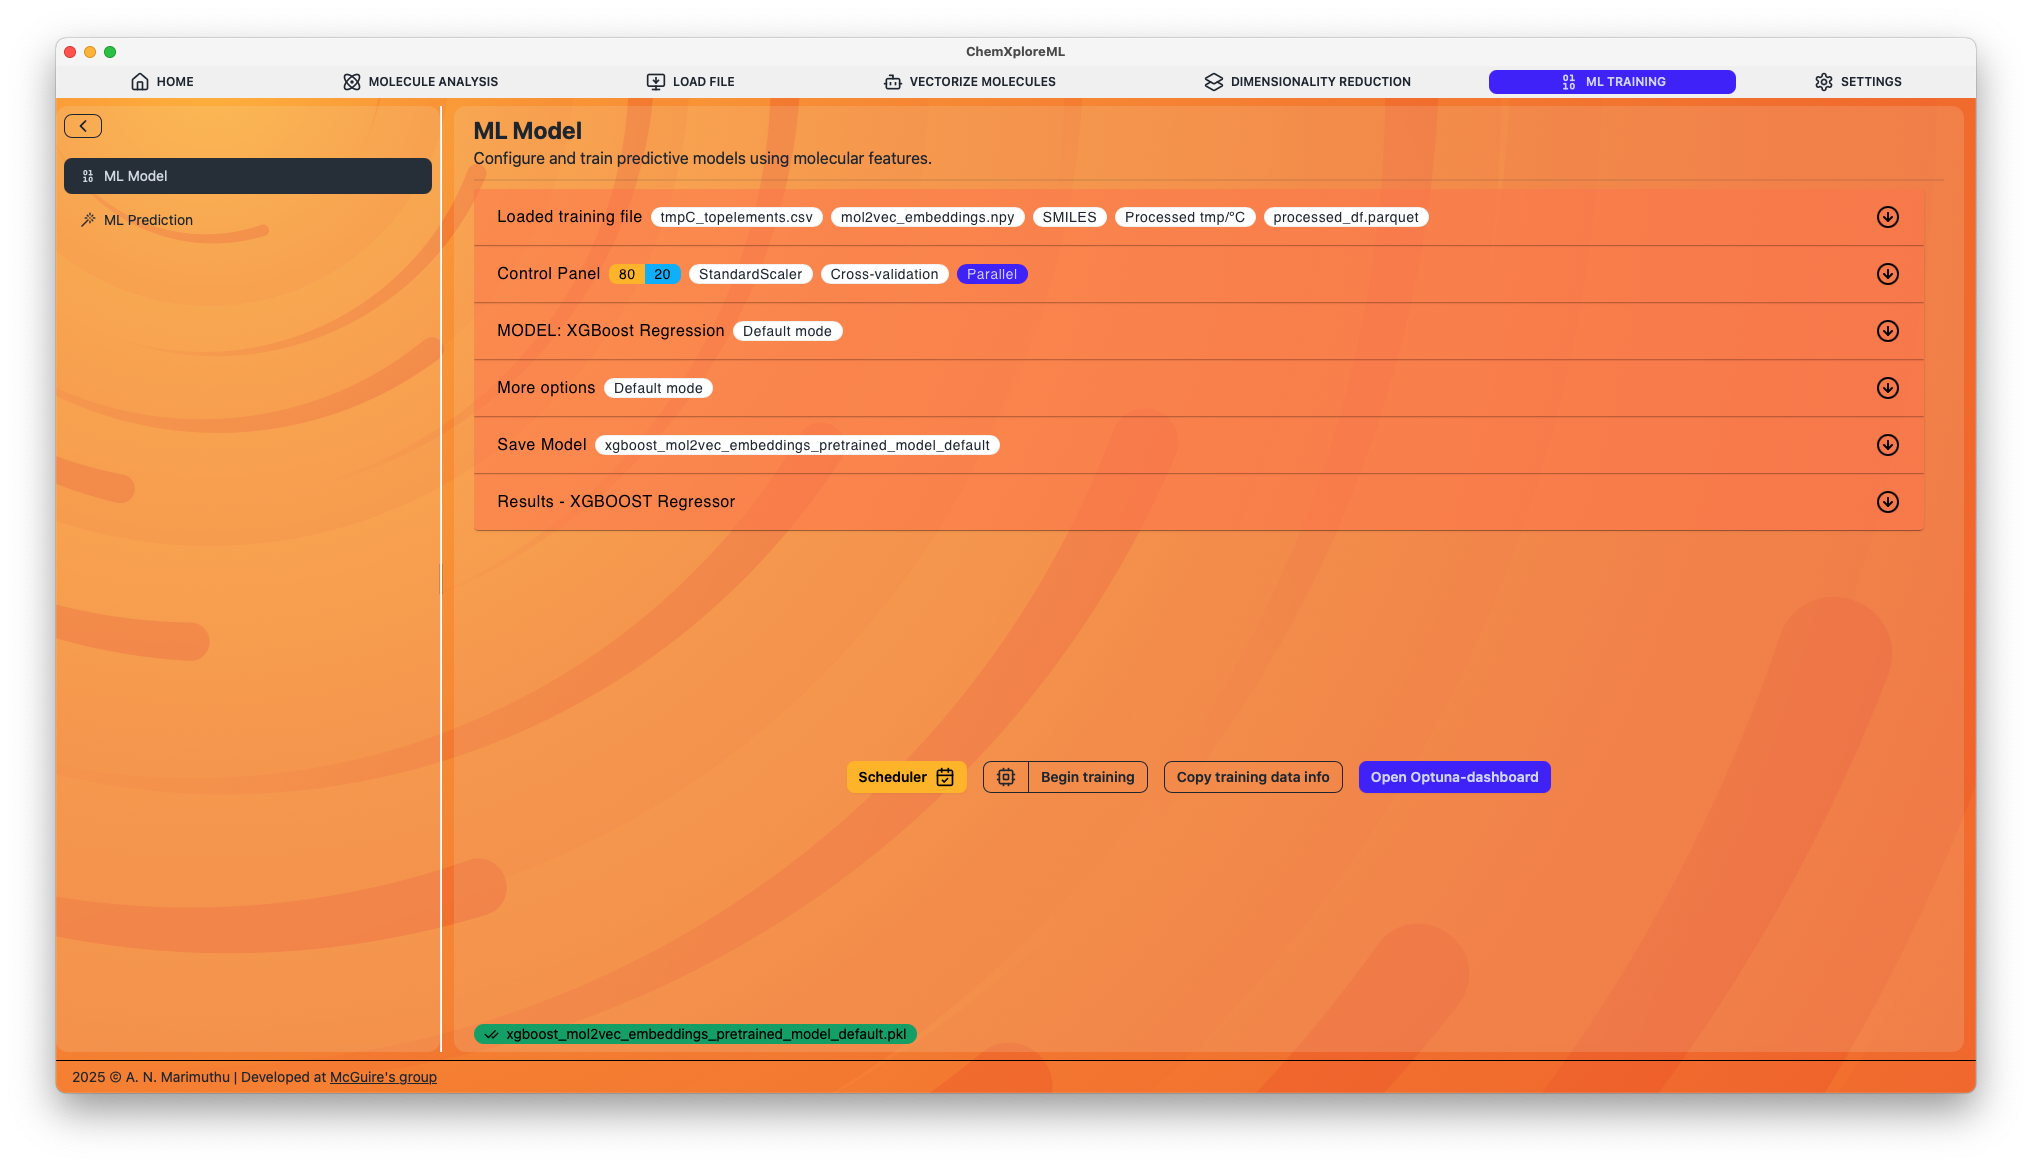 ChemXploreML
HOME MOLECULE ANALYSIS LOAD FILE VECTORIZE MOLECULES DIMENSIONALITY REDUCTION ML TRAINING SETTINGS
ML Model
ML Prediction
ML Model
Configure and train predictive models using molecular features.
Loaded training file tmpC_topelements.csv mol2vec_embeddings.npy SMILES Processed tmp/°C processed_df.parquet
Control Panel 80 20 StandardScaler Cross-validation Parallel
MODEL: XGBoost Regression Default mode
More options Default mode
Save Model xgboost_mol2vec_embeddings_pretrained_model_default
Results - XGBOOST Regressor
Scheduler Begin training Copy training data info Open Optuna-dashboard
xgboost_mol2vec_embeddings_pretrained_model_default.pkl
2025 © A. N. Marimuthu | Developed at McGuire's group